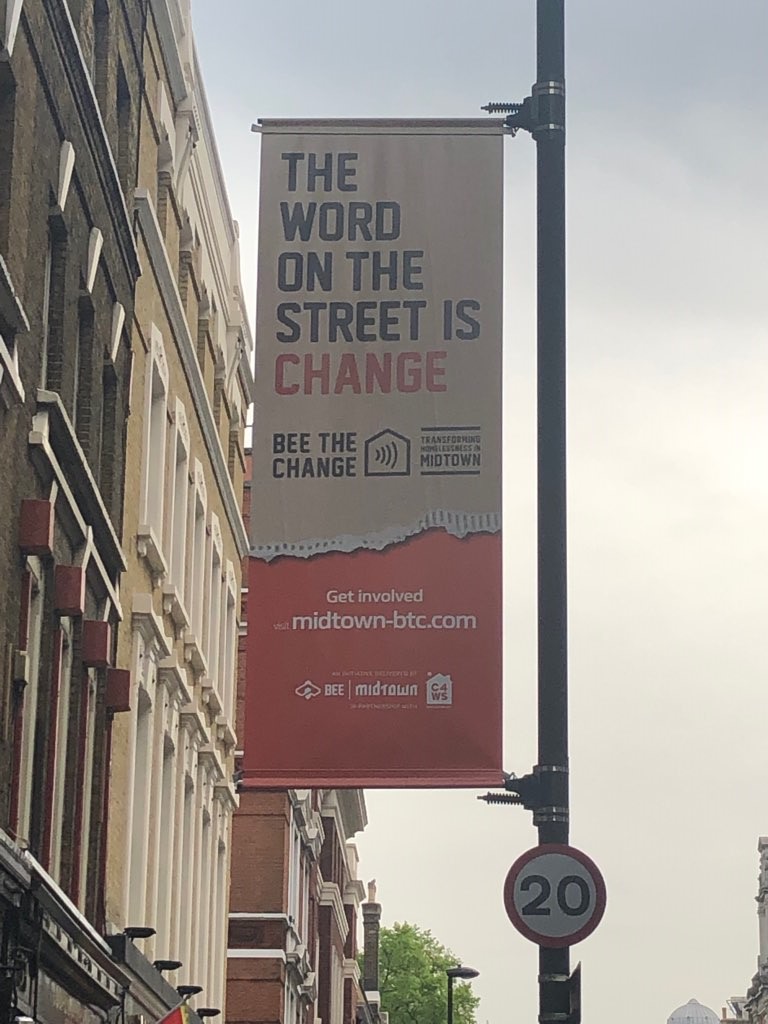 THE
WORD
ON THE
STREET IS
CHANGE
BEE THE
CHANGE
TRANSFORMING
HOMELESSNESS IN
MIDTOWN
Get involved
visit midtown-btc.com
AN INITIATIVE DELIVERED BY
BEE | MIDTOWN
C4
WS
IN PARTNERSHIP WITH
20